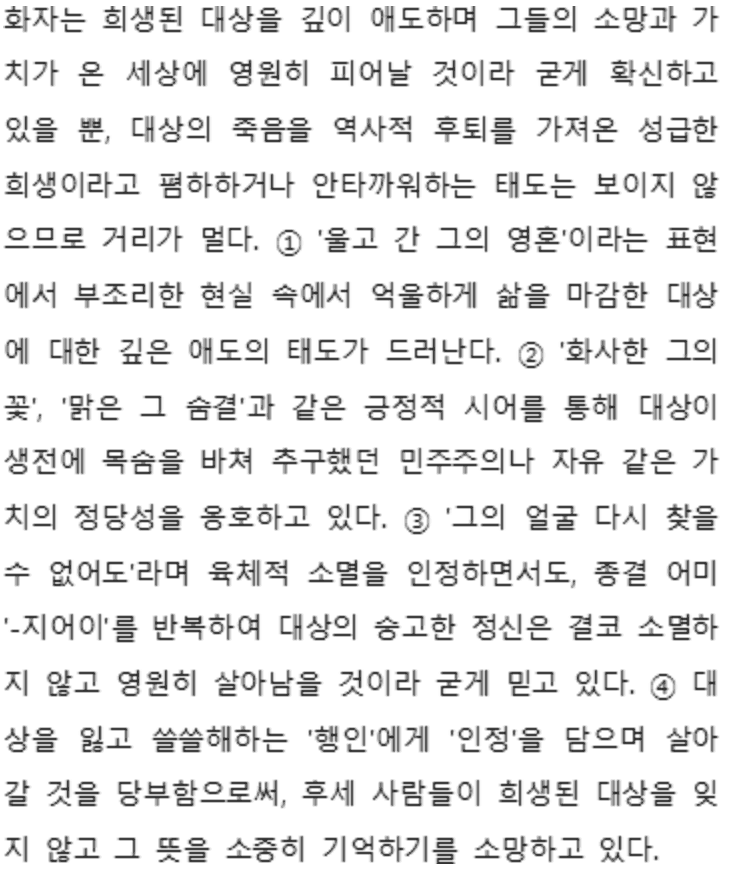 화자는 희생된 대상을 깊이 애도하며 그들의 소망과 가
치가 온 세상에 영원히 피어날 것이라 굳게 확신하고
있을 뿐, 대상의 죽음을 역사적 후퇴를 가져온 성급한
희생이라고 폄하하거나 안타까워하는 태도는 보이지 않
으므로 거리가 멀다. ① '울고 간 그의 영혼'이라는 표현
에서 부조리한 현실 속에서 억울하게 삶을 마감한 대상
에 대한 깊은 애도의 태도가 드러난다. ② '화사한 그의
꽃', '맑은 그 숨결'과 같은 긍정적 시어를 통해 대상이
생전에 목숨을 바쳐 추구했던 민주주의나 자유 같은 가
치의 정당성을 옹호하고 있다. ③ '그의 얼굴 다시 찾을
수 없어도'라며 육체적 소멸을 인정하면서도, 종결 어미
'-지어이'를 반복하여 대상의 숭고한 정신은 결코 소멸하
지 않고 영원히 살아남을 것이라 굳게 믿고 있다. ④ 대
상을 잃고 쓸쓸해하는 '행인'에게 '인정'을 담으며 살아
갈 것을 당부함으로써, 후세 사람들이 희생된 대상을 잊
지 않고 그 뜻을 소중히 기억하기를 소망하고 있다.